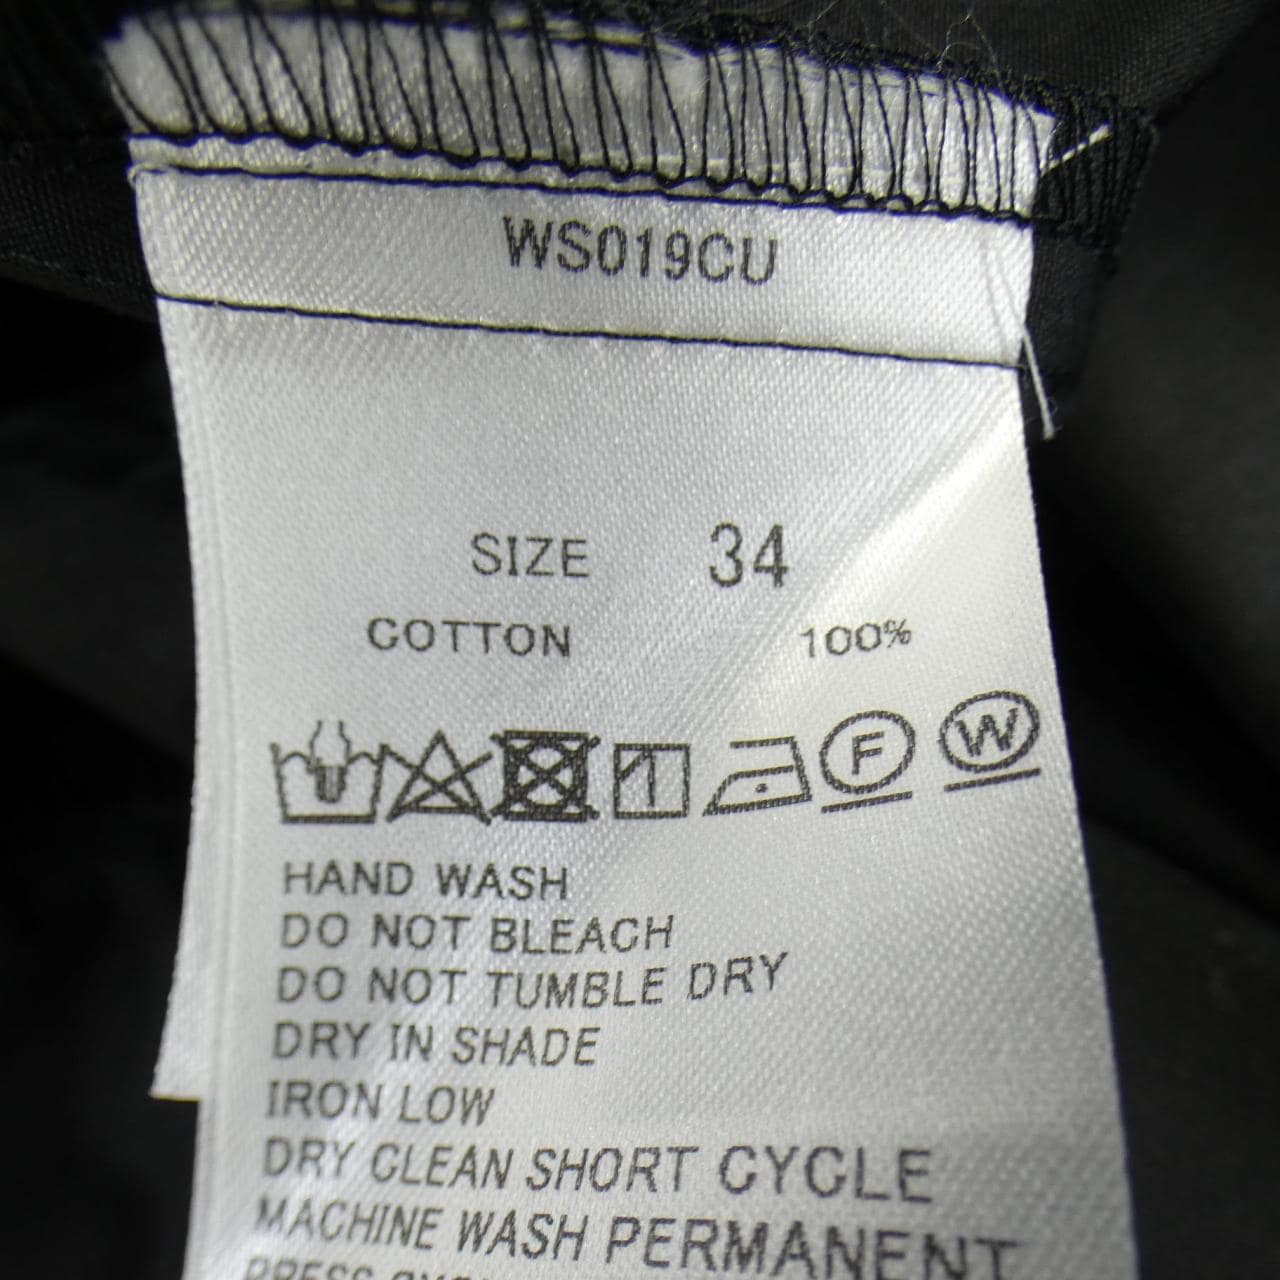 WS019CU
SIZE 34
COTTON 100%
F W
HAND WASH
DO NOT BLEACH
DO NOT TUMBLE DRY
DRY IN SHADE
IRON LOW
DRY CLEAN SHORT CYCLE
MACHINE WASH PERMANENT
PRESS